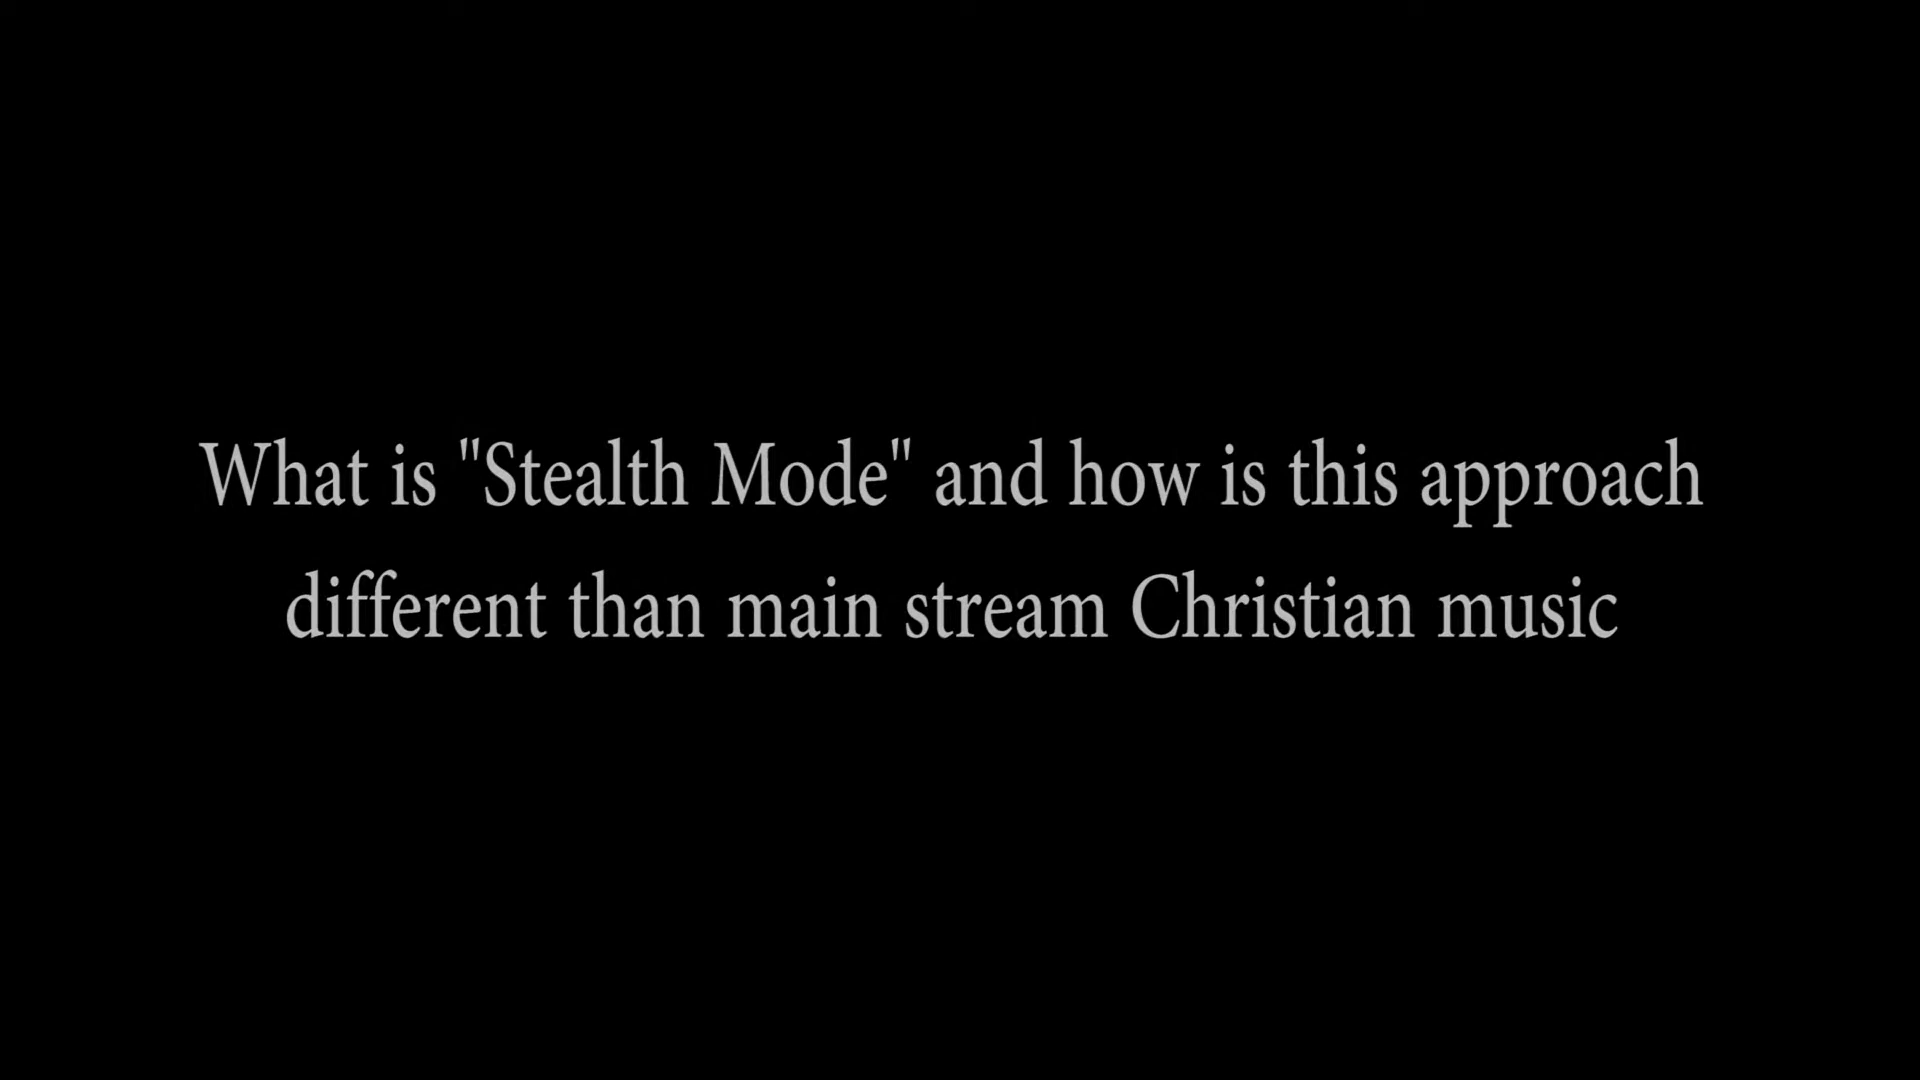 What is "Stealth Mode" and how is this approach
different than main stream Christian music